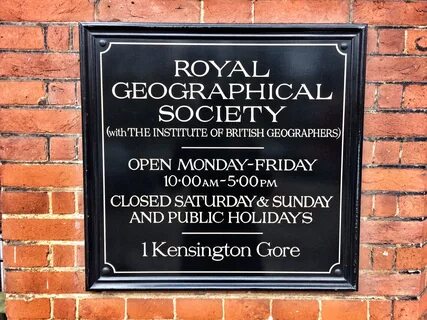 ROYAL
GEOGRAPHICAL
SOCIETY
(with THE INSTITUTE OF BRITISH GEOGRAPHERS)
OPEN MONDAY-FRIDAY
10·00AM-5:00PM
CLOSED SATURDAY & SUNDAY
AND PUBLIC HOLIDAY'S
1 Kensington Gore